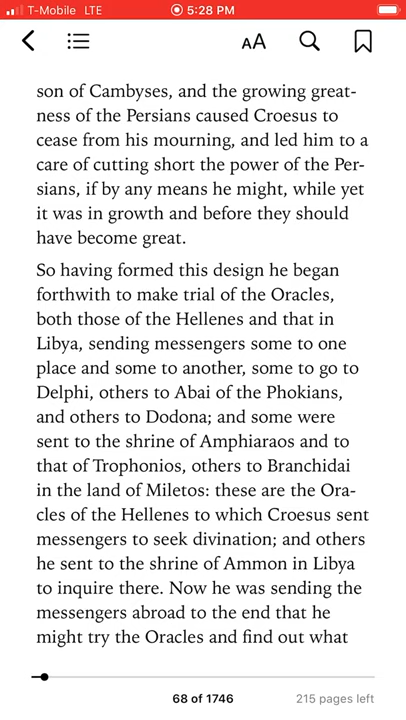 T-Mobile LTE 5:28 PM
AA
son of Cambyses, and the growing great-
ness of the Persians caused Croesus to
cease from his mourning, and led him to a
care of cutting short the power of the Per-
sians, if by any means he might, while yet
it was in growth and before they should
have become great.
So having formed this design he began
forthwith to make trial of the Oracles,
both those of the Hellenes and that in
Libya, sending messengers some to one
place and some to another, some to go to
Delphi, others to Abai of the Phokians,
and others to Dodona; and some were
sent to the shrine of Amphiaraos and to
that of Trophonios, others to Branchidai
in the land of Miletos: these are the Ora-
cles of the Hellenes to which Croesus sent
messengers to seek divination; and others
he sent to the shrine of Ammon in Libya
to inquire there. Now he was sending the
messengers abroad to the end that he
might try the Oracles and find out what
68 of 1746 215 pages left